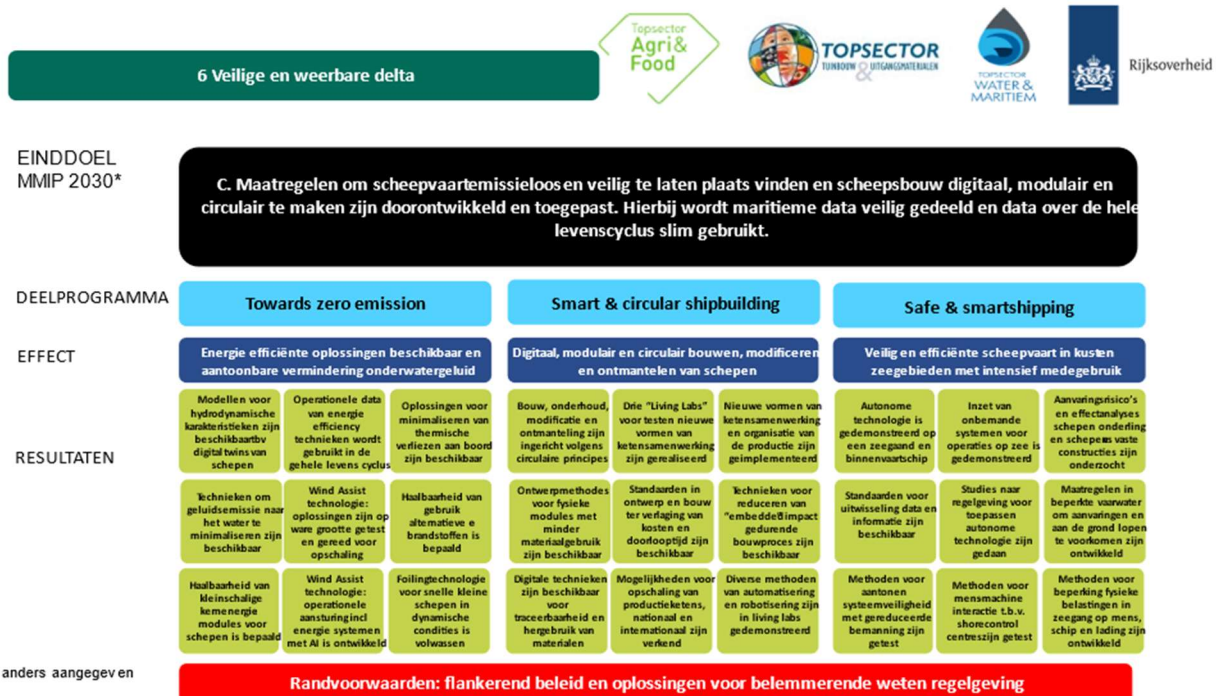 Topsector
Agri&
Food
TOPSECTOR
TUINBOUW & UITGANGSMATERIALEN
TOPSECTOR
WATER &
MARITIEM
Rijksoverheid
6 Veilige en weerbare delta
EINDDOEL
MMIP 2030*
C. Maatregelen om scheepvaartemissieloosen veilig te laten plaats vinden en scheepsbouw digitaal, modulair en
circulair te maken zijn doorontwikkeld en toegepast. Hierbij wordt maritieme data veilig gedeeld en data over de hele
levenscyclus slim gebruikt.
DEELPROGRAMMA
Towards zero emission
Smart & circular shipbuilding
Safe & smartshipping
EFFECT
Energie efficiënte oplossingen beschikbaar en
aantoonbare vermindering onderwatergeluid
Digitaal, modulair en circulair bouwen, modificeren
en ontmantelen van schepen
Veilig en efficiënte scheepvaart in kusten
zeegebieden met intensief medegebruik
RESULTATEN
Modellen voor
hydrodynamische
karakteristieken zijn
beschikbaartbv
digital twins van
schepen
Operationele data
van energie
efficiency
technieken wordt
gebruikt in de
gehele levens cyclus
Oplossingen voor
minimaliseren van
thermische
verliezen aan boord
zijn beschikbaar
Bouw, onderhoud,
modificatie en
ontmanteling zijn
ingericht volgens
circulaire principes
Drie "Living Labs"
voor testen nieuwe
vormen van
ketensamenwerking
zijn gerealiseerd
Nieuwe vormen van
ketensamenwerking
en organisatie van
de productie zijn
geimplementeerd
Autonome
technologie is
gedemonstreerd op
een zeegaand en
binnenvaartschip
Inzet van
onbemande
systemen voor
operaties op zee is
gedemonstreerd
Aanvaringsrisico's
en effectanalyses
schepen onderling
en schepen vaste
constructies zijn
onderzocht
Technieken om
geluidsemissie naar
het water te
minimaliseren zijn
beschikbaar
Wind Assist
technologie:
oplossingen zijn op
ware grootte getest
en gereed voor
opschaling
Haalbaarheid van
gebruik
alternatieve e
brandstoffen is
bepaald
Ontwerpmethodes
voor fysieke
modules met
minder
materiaalgebruik
zijn beschikbaar
Standaarden in
ontwerp en bouw
ter verlaging van
kosten en
doorlooptijd zijn
beschikbaar
Technieken voor
reduceren van
"embedded"impact
gedurende
bouwproces zijn
beschikbaar
Standaarden voor
uitwisseling data en
informatie zijn
beschikbaar
Studies naar
regelgeving voor
toepassen
autonome
technologie zijn
gedaan
Maatregelen in
beperkte vaarwater
om aanvaringen en
aan de grond lopen
te voorkomen zijn
ontwikkeld
Haalbaarheid van
kleinschalige
kernenergie
modules voor
schepen is bepaald
Wind Assist
technologie:
operationele
aansturingincl
energie systemen
met AI is ontwikkeld
Foilingtechnologie
voor snelle kleine
schepen in
dynamische
condities is
volwassen
Digitale technieken
zijn beschikbaar
voor
traceerbaarheid en
hergebruik van
materialen
Mogelijkheden voor
opschaling van
productieketens,
nationaal en
internationaal zijn
verkend
Diverse methoden
van automatisering
en robotisering zijn
in living labs
gedemonstreerd
Methoden voor
aantonen
systeemveiligheid
met gereduceerde
bemanning zijn
getest
Methoden voor
mensmachine
interactie t.b.v.
shorecontrol
centreszijn getest
Methoden voor
beperking fysieke
belastingen in
zeegang op mens,
schip en lading zijn
ontwikkeld
anders aangegeven
Randvoorwaarden: flankerend beleid en oplossingen voor belemmerende weten regelgeving